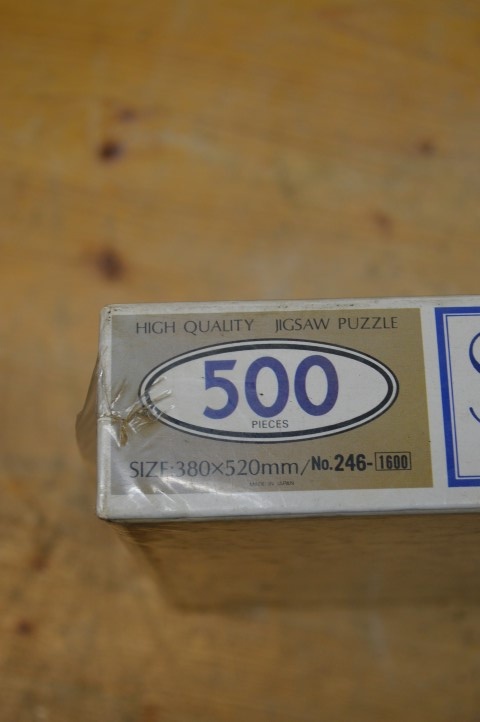 HIGH QUALITY JIGSAW PUZZLE
500
PIECES
SIZE:380×520mm/No.246-1600
MADE IN JAPAN
S